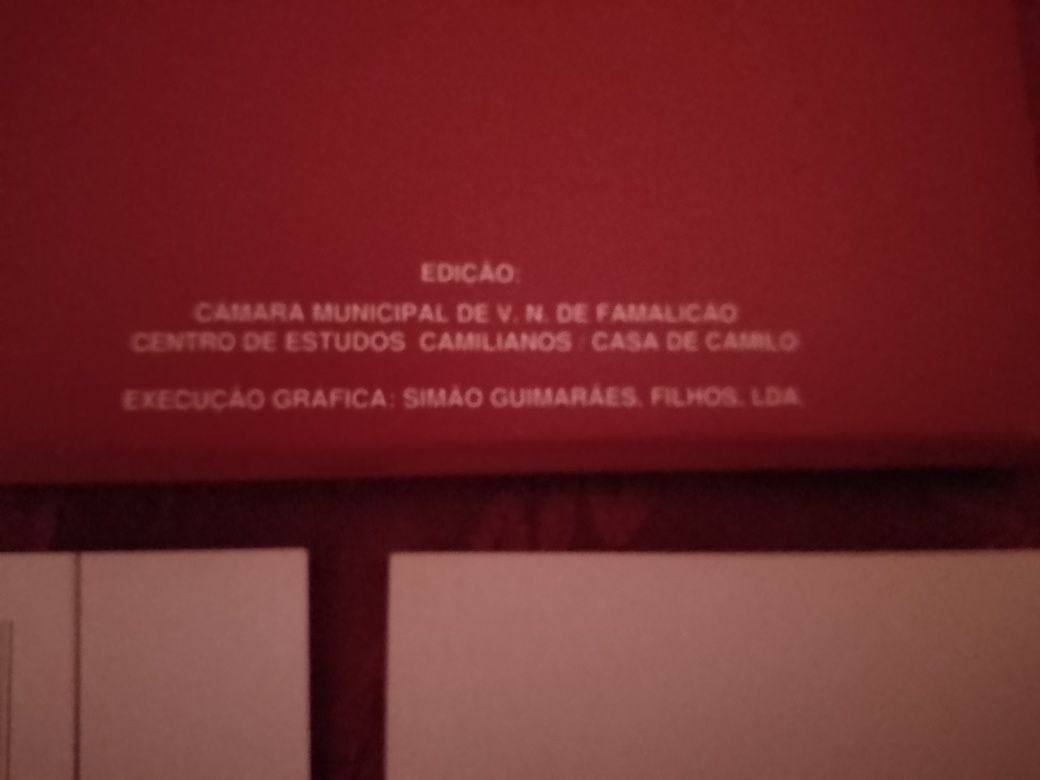 EDIÇÃO:
CÂMARA MUNICIPAL DE V. N. DE FAMALICÃO
CENTRO DE ESTUDOS CAMILIANOS / CASA DE CAMILO
EXECUÇÃO GRÁFICA: SIMÃO GUIMARÃES, FILHOS, LDA.